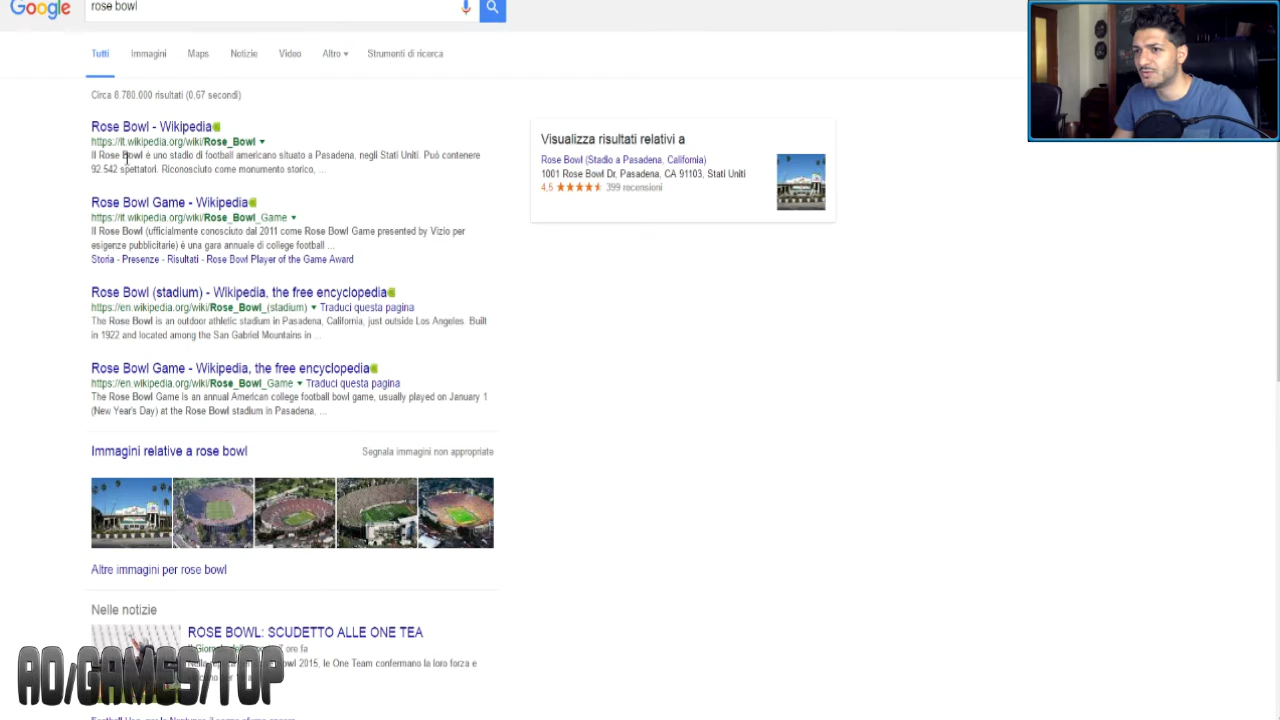 Google rose bowl
Tutti Immagini Maps Notizie Video Altro Strumenti di ricerca
Circa 8.780.000 risultati (0,67 secondi)
Rose Bowl - Wikipedia
https://it.wikipedia.org/wiki/Rose_Bowl
Il Rose Bowl è uno stadio di football americano situato a Pasadena, negli Stati Uniti. Può contenere
92.542 spettatori. Riconosciuto come monumento storico, ...
Rose Bowl Game - Wikipedia
https://it.wikipedia.org/wiki/Rose_Bowl_Game
Il Rose Bowl (ufficialmente conosciuto dal 2011 come Rose Bowl Game presented by Vizio per
esigenze pubblicitarie) è una gara annuale di college football ...
Storia - Presenze - Risultati - Rose Bowl Player of the Game Award
Rose Bowl (stadium) - Wikipedia, the free encyclopedia
https://en.wikipedia.org/wiki/Rose_Bowl_(stadium) Traduci questa pagina
The Rose Bowl is an outdoor athletic stadium in Pasadena, California, just outside Los Angeles. Built
in 1922 and located among the San Gabriel Mountains in ...
Rose Bowl Game - Wikipedia, the free encyclopedia
https://en.wikipedia.org/wiki/Rose_Bowl_Game Traduci questa pagina
The Rose Bowl Game is an annual American college football bowl game, usually played on January 1
(New Year's Day) at the Rose Bowl stadium in Pasadena, ...
Immagini relative a rose bowl Segnala immagini non appropriate
Altre immagini per rose bowl
Nelle notizie
ROSE BOWL: SCUDETTO ALLE ONE TEA
ore fa
Bowl 2015, le One Team confermano la loro forza e
AO/GAMES/TOP
Visualizza risultati relativi a
Rose Bowl (Stadio a Pasadena, California)
1001 Rose Bowl Dr, Pasadena, CA 91103, Stati Uniti
4,5 399 recensioni